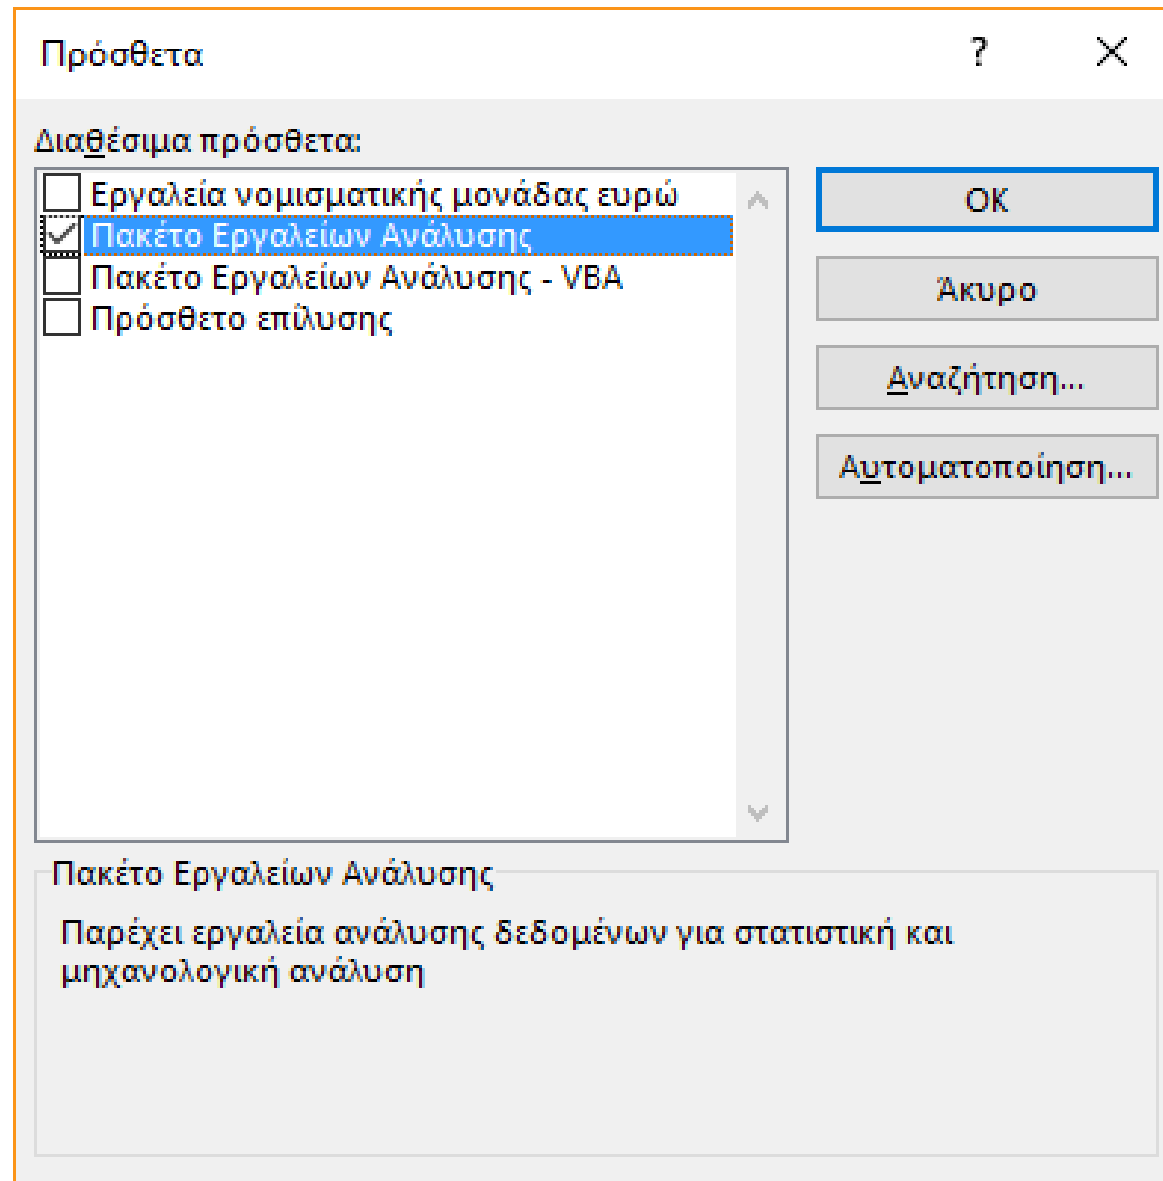 Πρόσθετα
?
Διαθέσιμα πρόσθετα:
Εργαλεία νομισματικής μονάδας ευρώ
Πακέτο Εργαλείων Ανάλυσης
Πακέτο Εργαλείων Ανάλυσης - VBA
Πρόσθετο επίλυσης
OK
Άκυρο
Αναζήτηση...
Αυτοματοποίηση...
Πακέτο Εργαλείων Ανάλυσης
Παρέχει εργαλεία ανάλυσης δεδομένων για στατιστική και
μηχανολογική ανάλυση